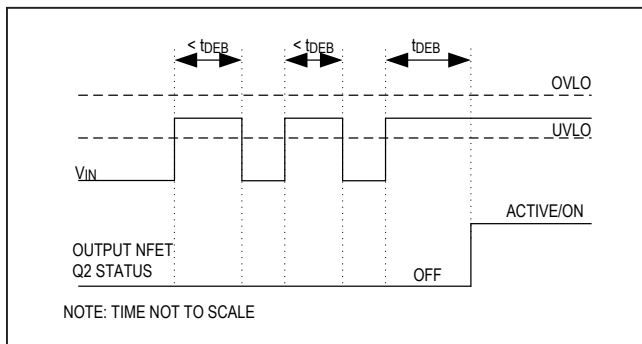 < tDEB < tDEB tDEB
OVLO
UVLO
VIN
ACTIVE/ON
OUTPUT NFET
Q2 STATUS
OFF
NOTE: TIME NOT TO SCALE